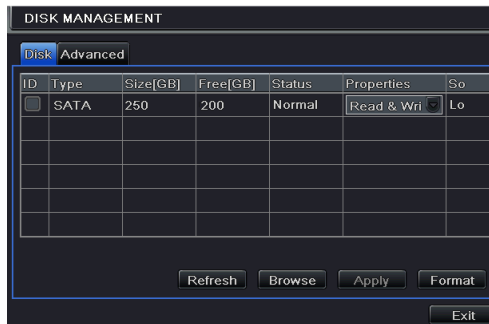 DISK MANAGEMENT
Disk Advanced
ID Type Size[GB] Free[GB] Status Properties So
SATA 250 200 Normal Read & Wri Lo
Refresh Browse Apply Format
Exit